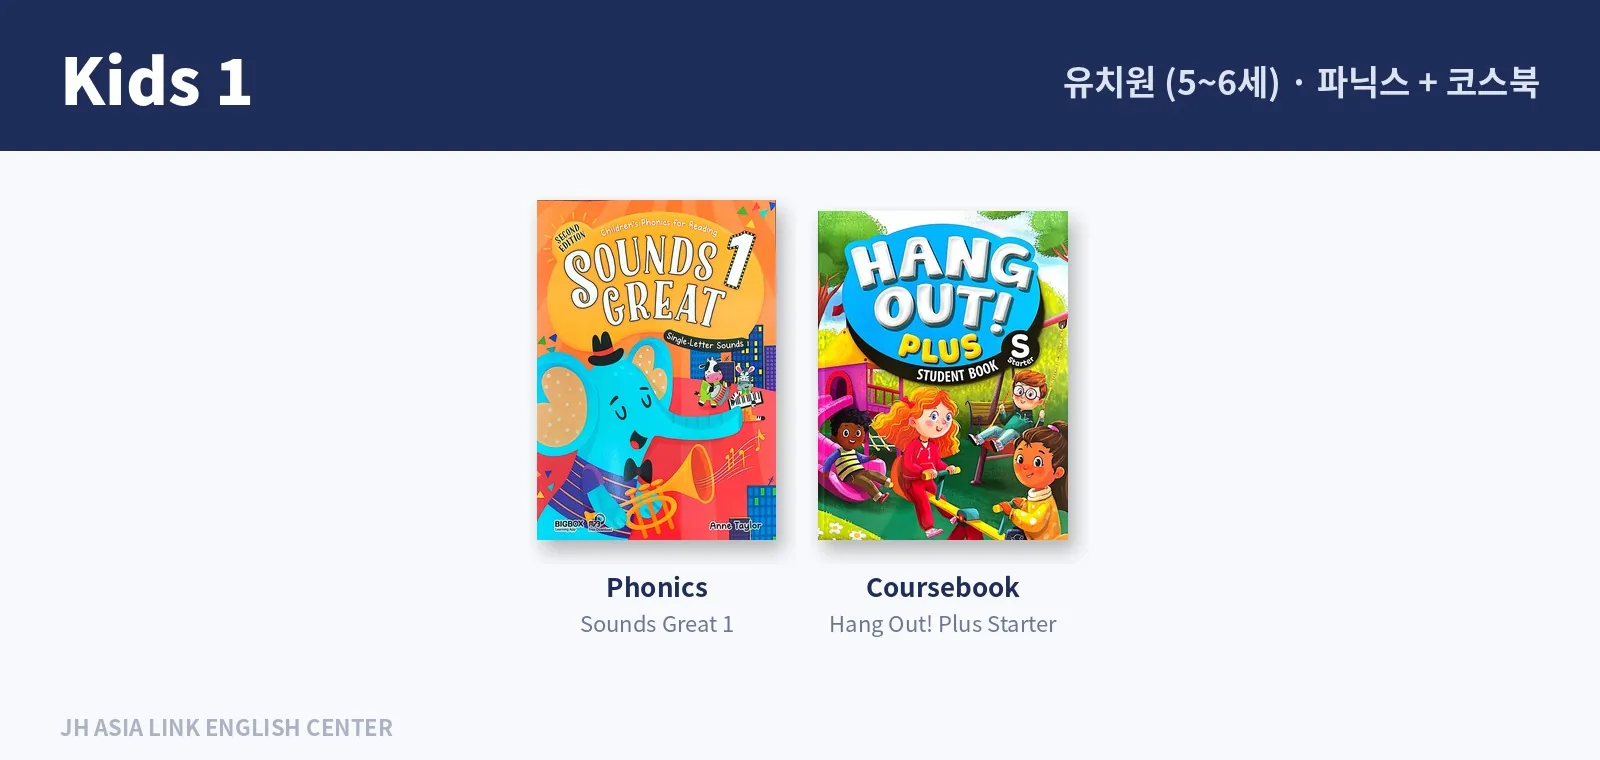 Kids 1
유치원 (5~6세) · 파닉스 + 코스북
SECOND
EDITION
Children's Phonics for Reading
SOUNDS
GREAT
1
Single-Letter Sounds
BIGBOX
Anne Taylor
HANG
OUT!
PLUS
STUDENT BOOK
S
Starter
Phonics
Sounds Great 1
Coursebook
Hang Out! Plus Starter
JH ASIA LINK ENGLISH CENTER